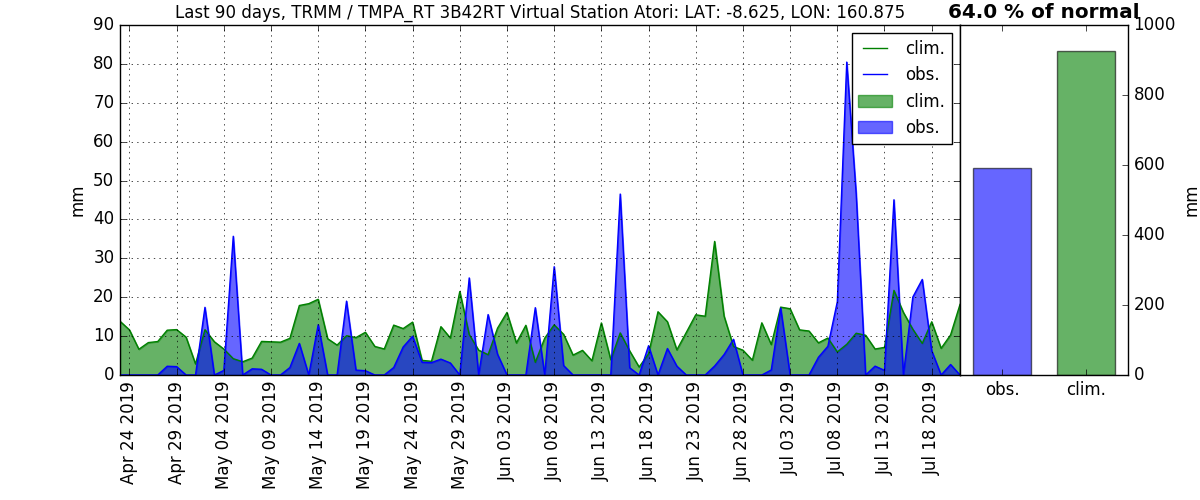 Last 90 days, TRMM / TMPA_RT 3B42RT Virtual Station Atori: LAT: -8.625, LON: 160.875
64.0 % of normal
90
80
70
60
50
40
30
20
10
0
mm
clim.
obs.
clim.
obs.
1000
800
600
400
200
0
mm
Apr 24 2019
Apr 29 2019
May 04 2019
May 09 2019
May 14 2019
May 19 2019
May 24 2019
May 29 2019
Jun 03 2019
Jun 08 2019
Jun 13 2019
Jun 18 2019
Jun 23 2019
Jun 28 2019
Jul 03 2019
Jul 08 2019
Jul 13 2019
Jul 18 2019
obs.
clim.